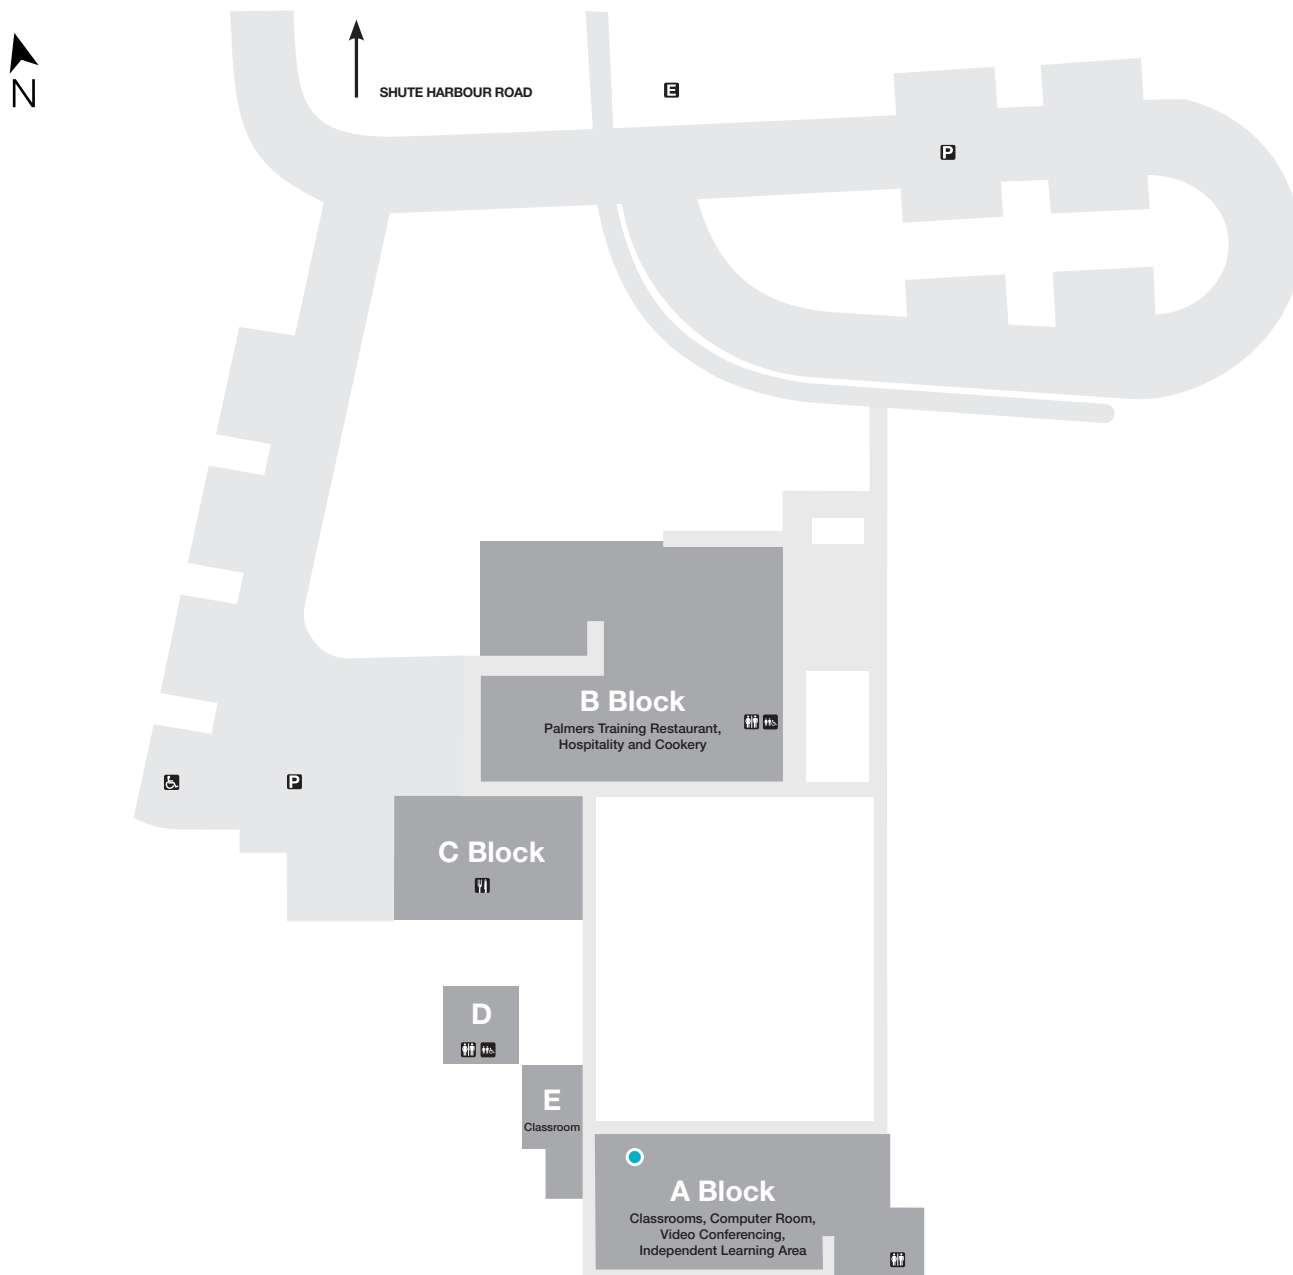 N
SHUTE HARBOUR ROAD
E
P
B Block
Palmers Training Restaurant,
Hospitality and Cookery
P
C Block
D
E
Classroom
A Block
Classrooms, Computer Room,
Video Conferencing,
Independent Learning Area